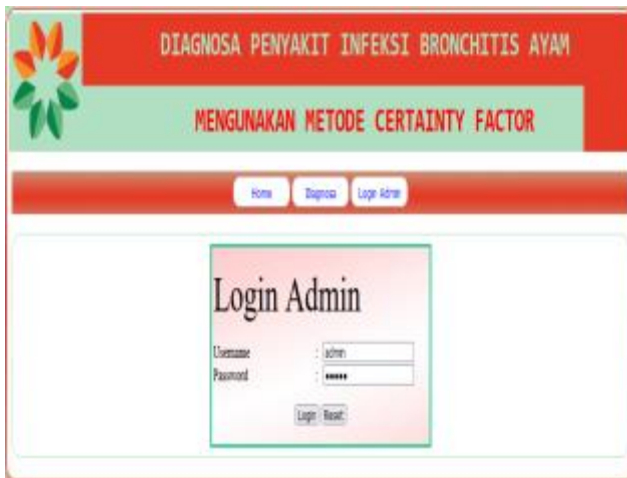 DIAGNOSA PENYAKIT INFEKSI BRONCHITIS AYAM
MENGUNAKAN METODE CERTAINTY FACTOR
Home Diagnosa Login Admin
Login Admin
Username : admin
Password : •••••
Login Reset